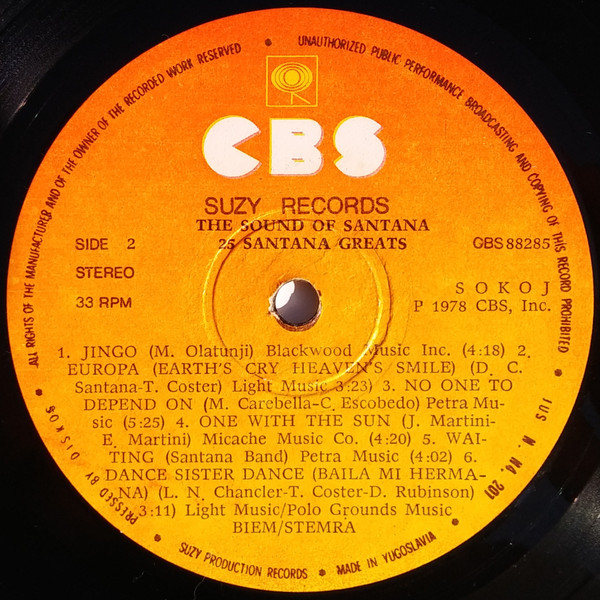 ALL RIGHTS OF THE MANUFACTURER AND OF THE OWNER OF THE RECORDED WORK RESERVED • UNAUTHORIZED PUBLIC PERFORMANCE BROADCASTING AND COPYING OF THIS RECORD PROHIBITED
CBS
SUZY RECORDS
THE SOUND OF SANTANA
25 SANTANA GREATS
SIDE 2
CBS 88285
STEREO
SOKOJ
33 RPM
P 1978 CBS, Inc.
1. JINGO (M. Olatunji) Blackwood Music Inc. (4:18) 2.
EUROPA (EARTH'S CRY HEAVEN'S SMILE) (D. C.
Santana-T. Coster) Light Music 3:23) 3. NO ONE TO
DEPEND ON (M. Carebella-C. Escobedo) Petra Mu-
sic (5:25) 4. ONE WITH THE SUN (J. Martini-
E. Martini) Micache Music Co. (4:20) 5. WAI-
TING (Santana Band) Petra Music (4:02) 6.
DANCE SISTER DANCE (BAILA MI HERMA-
NA) (L. N. Chancler-T. Coster-D. Rubinson)
3:11) Light Music/Polo Grounds Music
BIEM/STEMRA
PRESSED BY DISKOS • SUZY PRODUCTION RECORDS • MADE IN YUGOSLAVIA • JUS N. N4. 201